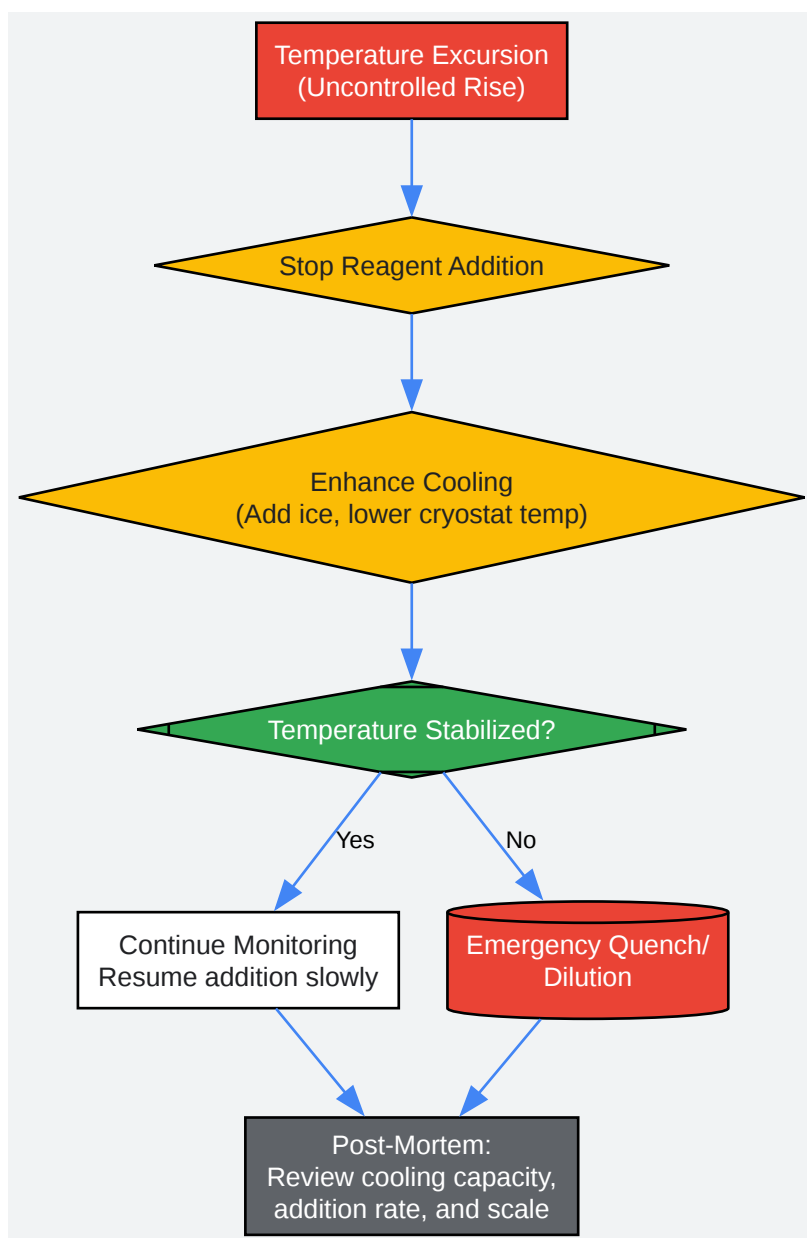 Temperature Excursion
(Uncontrolled Rise)
Stop Reagent Addition
Enhance Cooling
(Add ice, lower cryostat temp)
Temperature Stabilized?
Yes
No
Continue Monitoring
Resume addition slowly
Emergency Quench/
Dilution
Post-Mortem:
Review cooling capacity,
addition rate, and scale